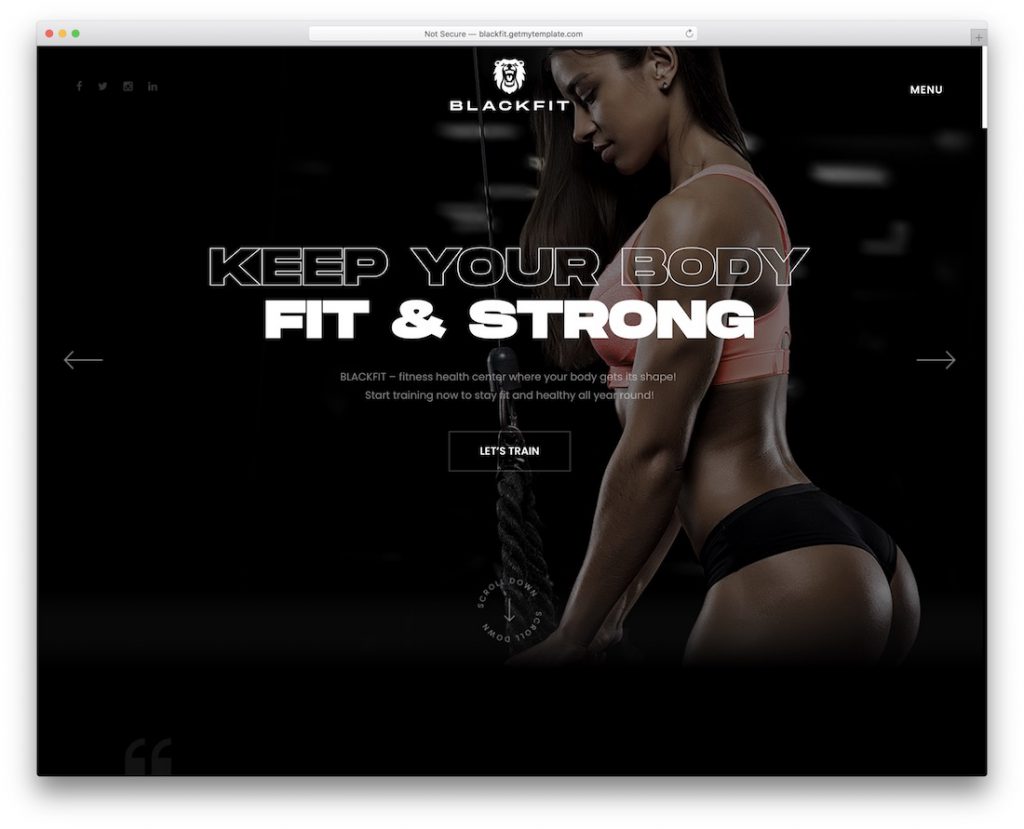 Not Secure — blackfit.getmytemplate.com
BLACKFIT
MENU
KEEP YOUR BODY
FIT & STRONG
BLACKFIT – fitness health center where your body gets its shape!
Start training now to stay fit and healthy all year round!
LET'S TRAIN
SCROLL DOWN
SCROLL DOWN
“